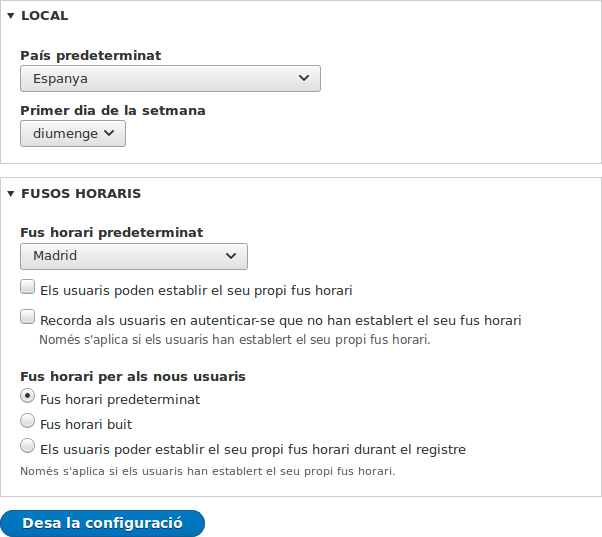 LOCAL
País predeterminat
Espanya
Primer dia de la setmana
diumenge
FUSOS HORARIS
Fus horari predeterminat
Madrid
Els usuaris poden establir el seu propi fus horari
Recorda als usuaris en autenticar-se que no han establert el seu fus horari
Només s'aplica si els usuaris han establert el seu propi fus horari.
Fus horari per als nous usuaris
Fus horari predeterminat
Fus horari buit
Els usuaris poder establir el seu propi fus horari durant el registre
Només s'aplica si els usuaris han establert el seu propi fus horari.
Desa la configuració